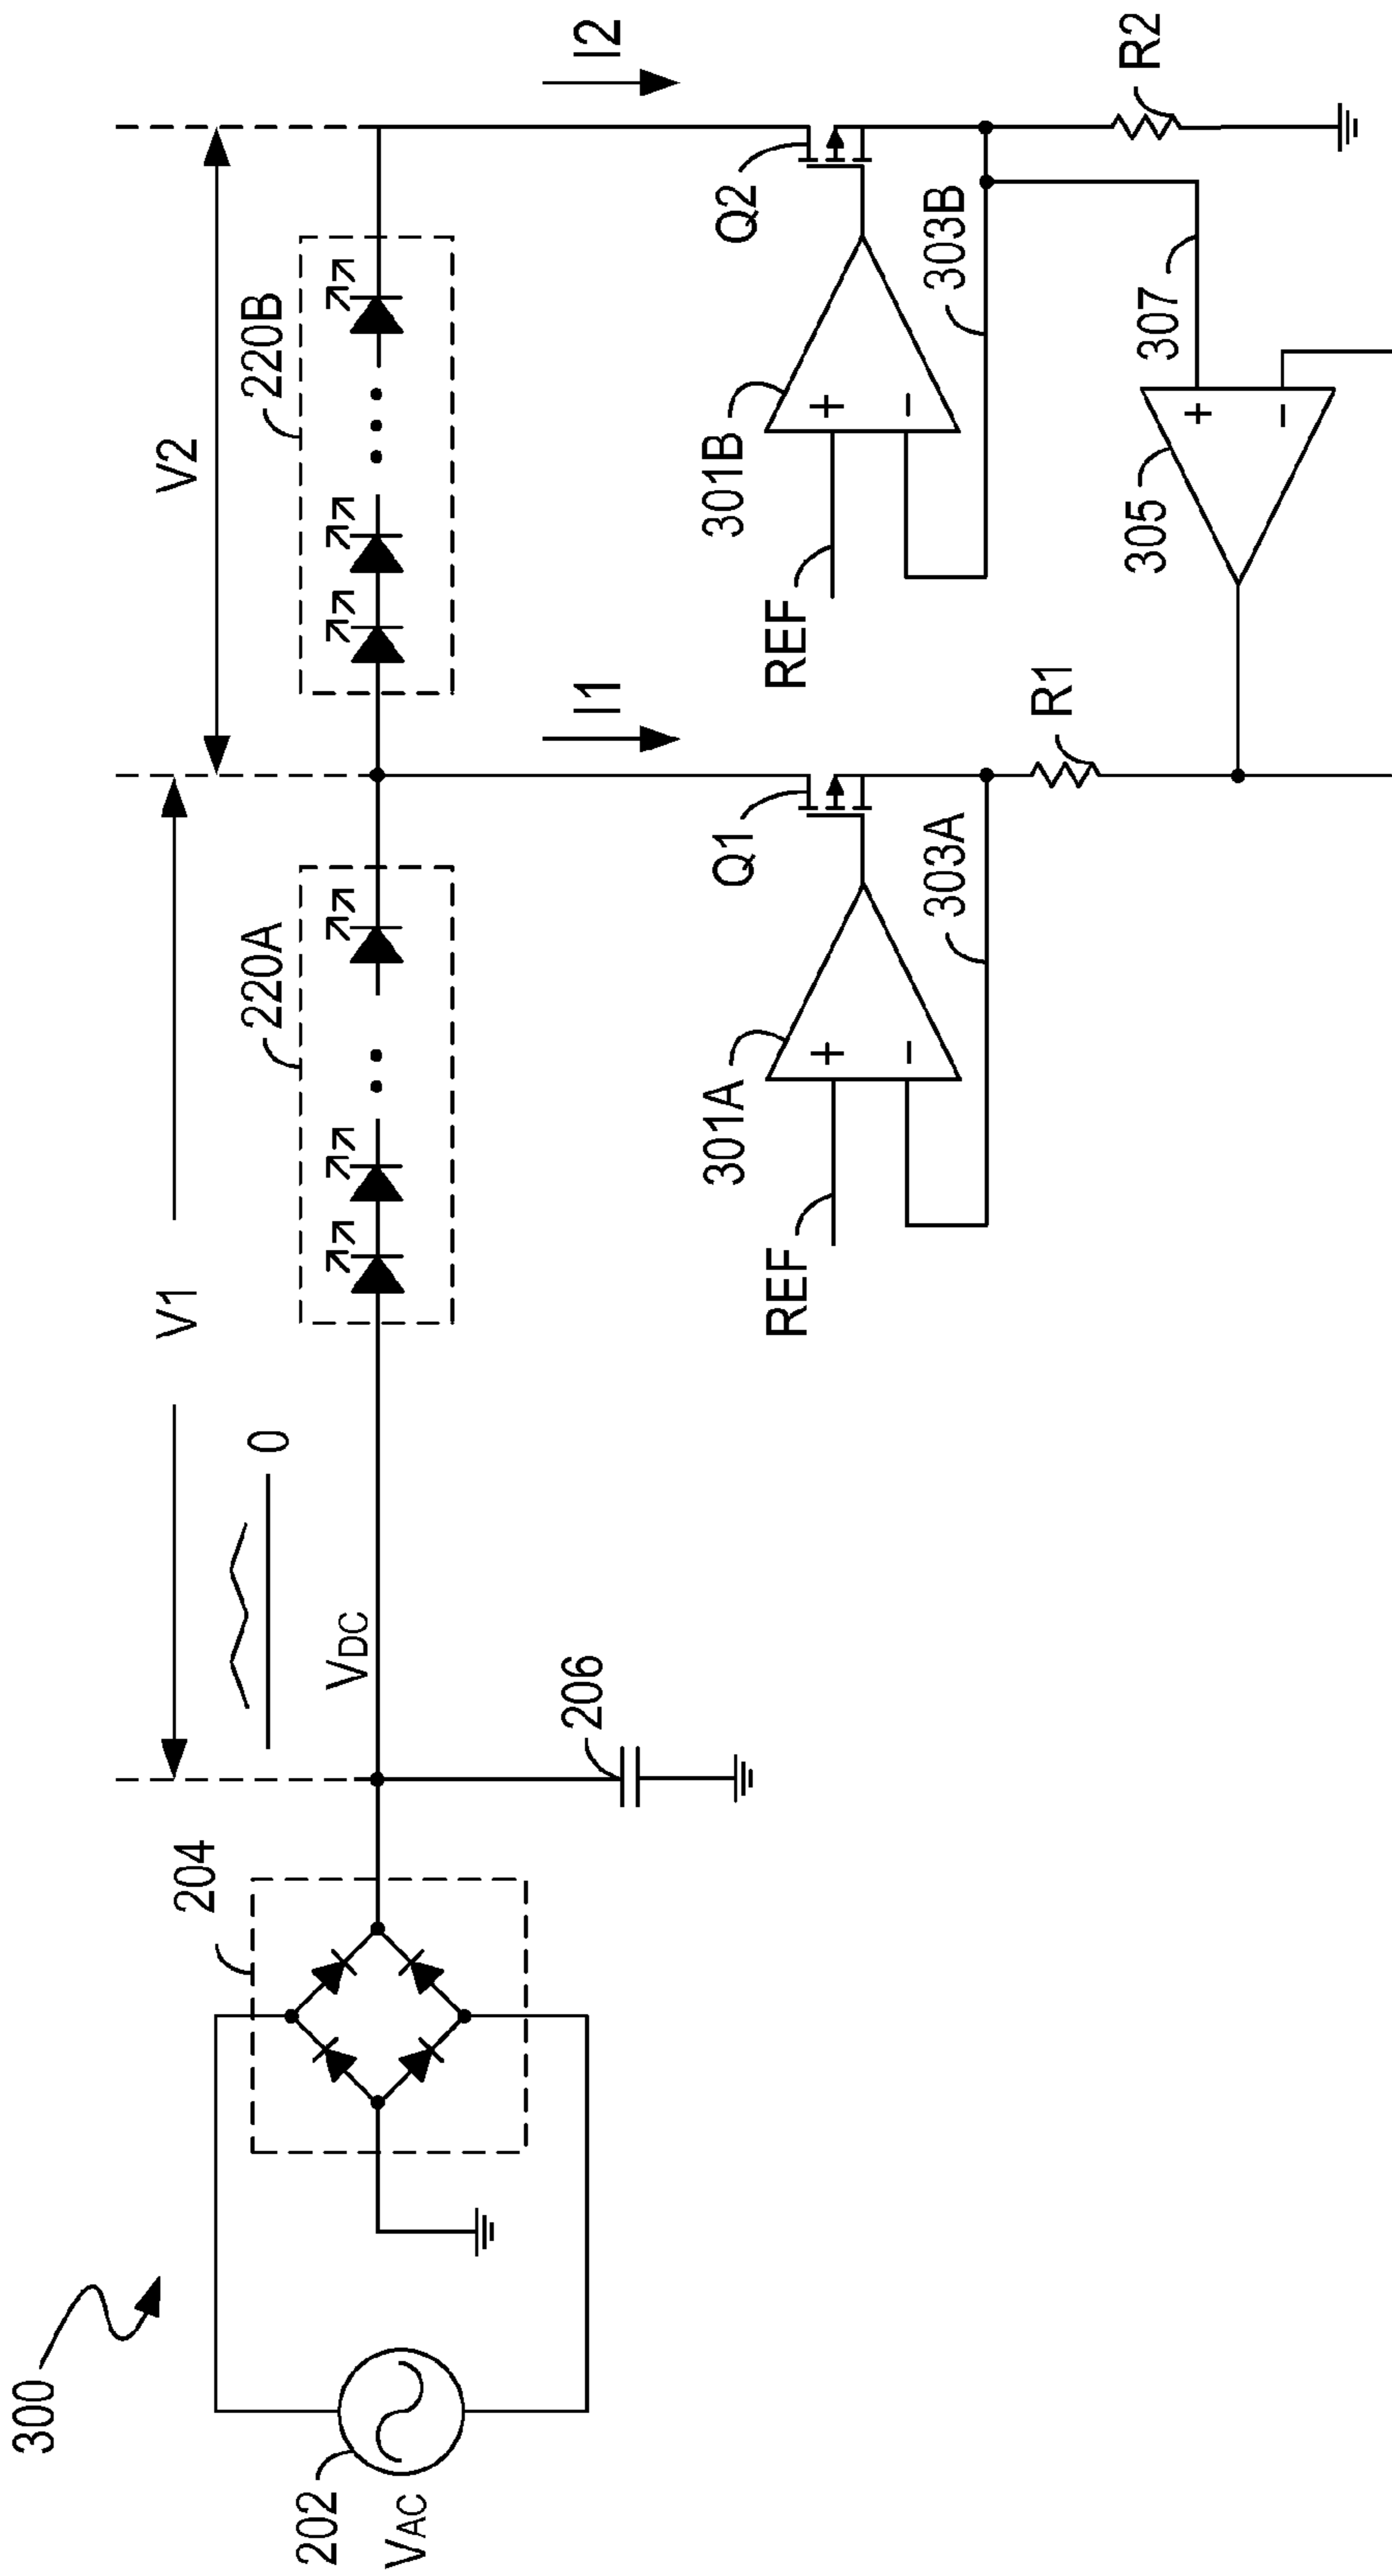 300
202
VAC
204
206
VDC
0
V1
V2
220A
220B
I1
I2
Q1
Q2
301A
301B
+
−
+
−
REF
REF
303A
303B
R1
R2
305
307
+
−